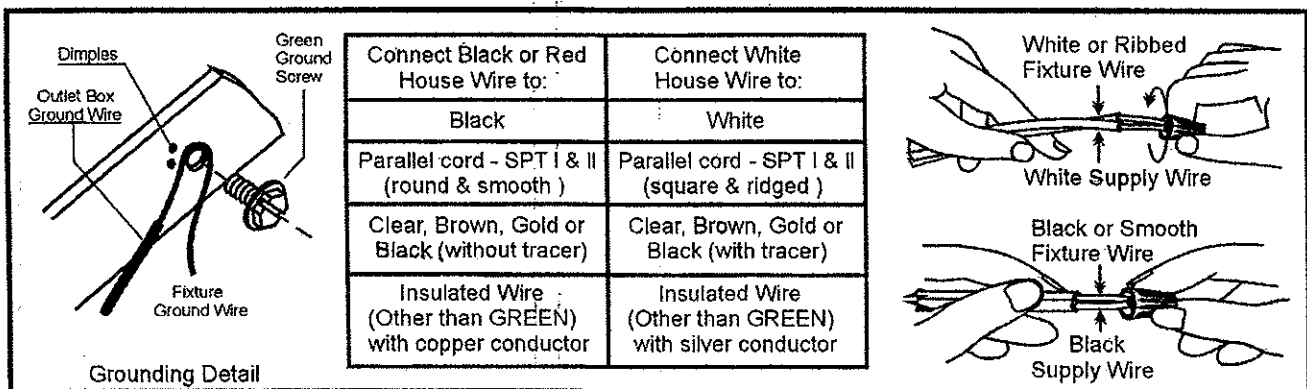 Dimples
Green
Ground
Screw
Outlet Box
Ground Wire
Fixture
Ground Wire
Grounding Detail
Connect Black or Red
House Wire to:
Connect White
House Wire to:
Black
White
Parallel cord - SPT I & II
(round & smooth )
Parallel cord - SPT I & II
(square & ridged )
Clear, Brown, Gold or
Black (without tracer)
Clear, Brown, Gold or
Black (with tracer)
Insulated Wire
(Other than GREEN)
with copper conductor
Insulated Wire
(Other than GREEN)
with silver conductor
White or Ribbed
Fixture Wire
White Supply Wire
Black or Smooth
Fixture Wire
Black
Supply Wire